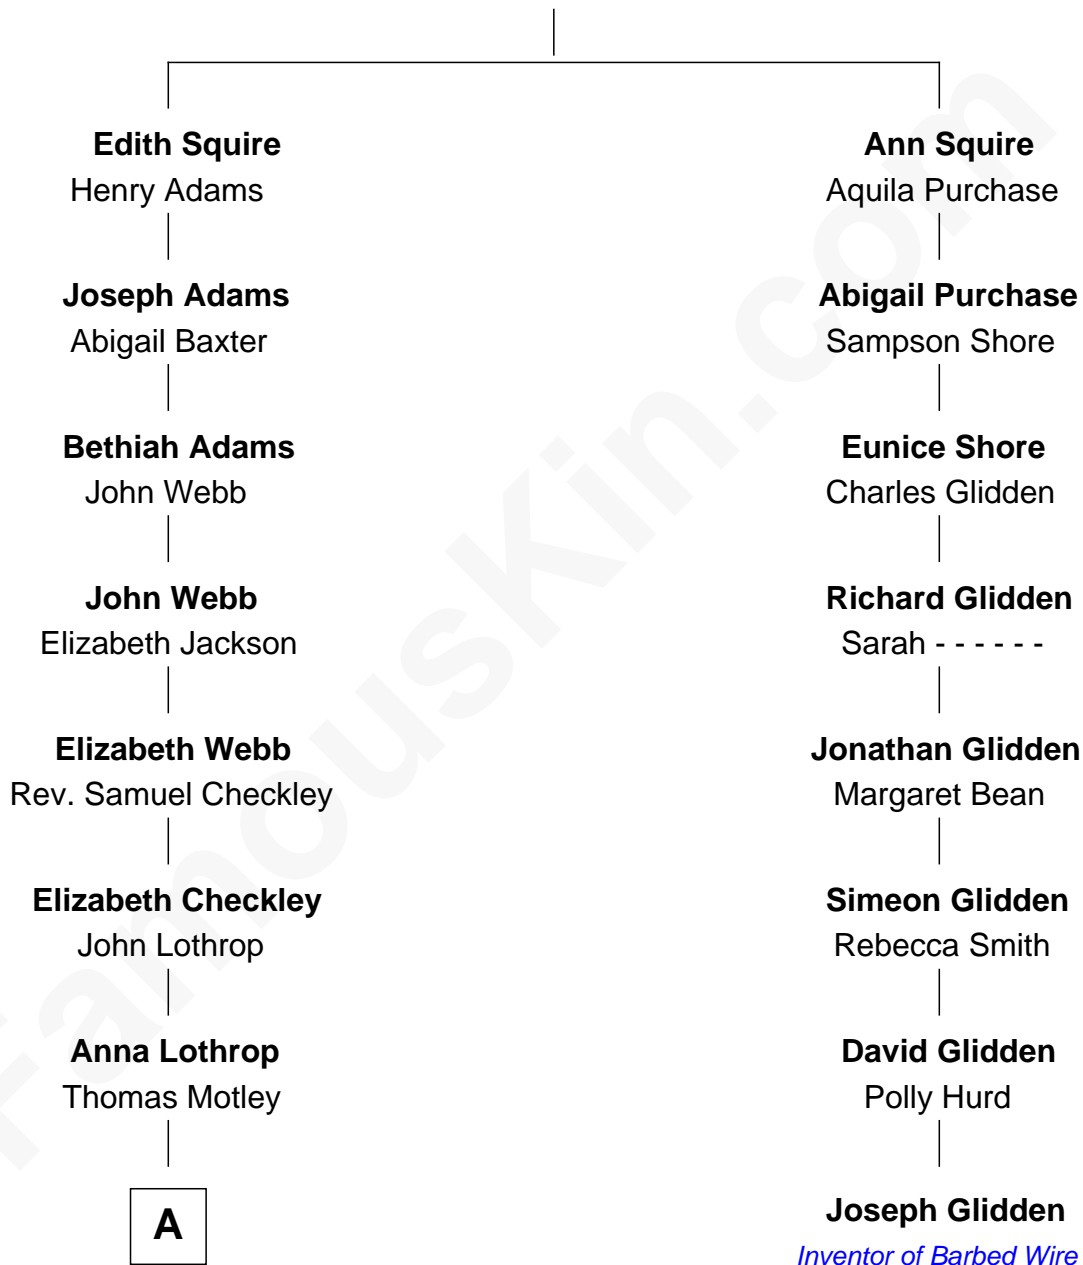 Edith Squire
Henry Adams
Joseph Adams
Abigail Baxter
Bethiah Adams
John Webb
John Webb
Elizabeth Jackson
Elizabeth Webb
Rev. Samuel Checkley
Elizabeth Checkley
John Lothrop
Anna Lothrop
Thomas Motley
A
Ann Squire
Aquila Purchase
Abigail Purchase
Sampson Shore
Eunice Shore
Charles Glidden
Richard Glidden
Sarah - - - - - -
Jonathan Glidden
Margaret Bean
Simeon Glidden
Rebecca Smith
David Glidden
Polly Hurd
Joseph Glidden
Inventor of Barbed Wire
FamousKin.com